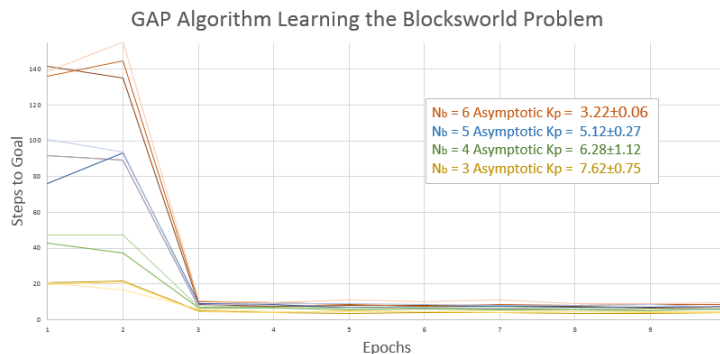 GAP Algorithm Learning the Blocksworld Problem
Steps to Goal
140
120
100
80
60
40
20
0
Nb = 6 Asymptotic Kp = 3.22±0.06
Nb = 5 Asymptotic Kp = 5.12±0.27
Nb = 4 Asymptotic Kp = 6.28±1.12
Nb = 3 Asymptotic Kp = 7.62±0.75
1 2 3 4 5 6 7 8 9
Epochs